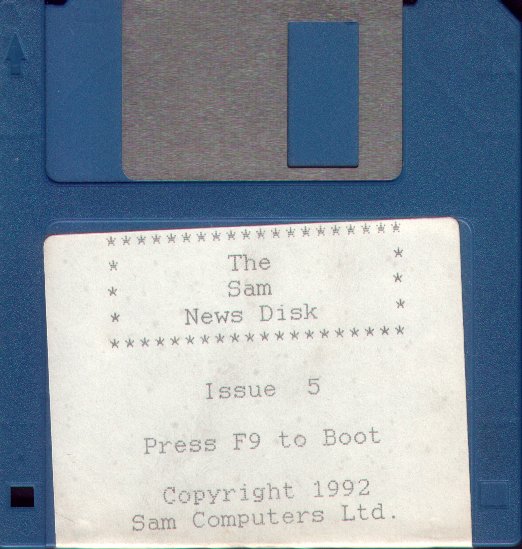 * * * * * * * * * * * * * * * * * * * *
* The *
* Sam *
* News Disk *
* * * * * * * * * * * * * * * * * * * *
Issue 5
Press F9 to Boot
Copyright 1992
Sam Computers Ltd.